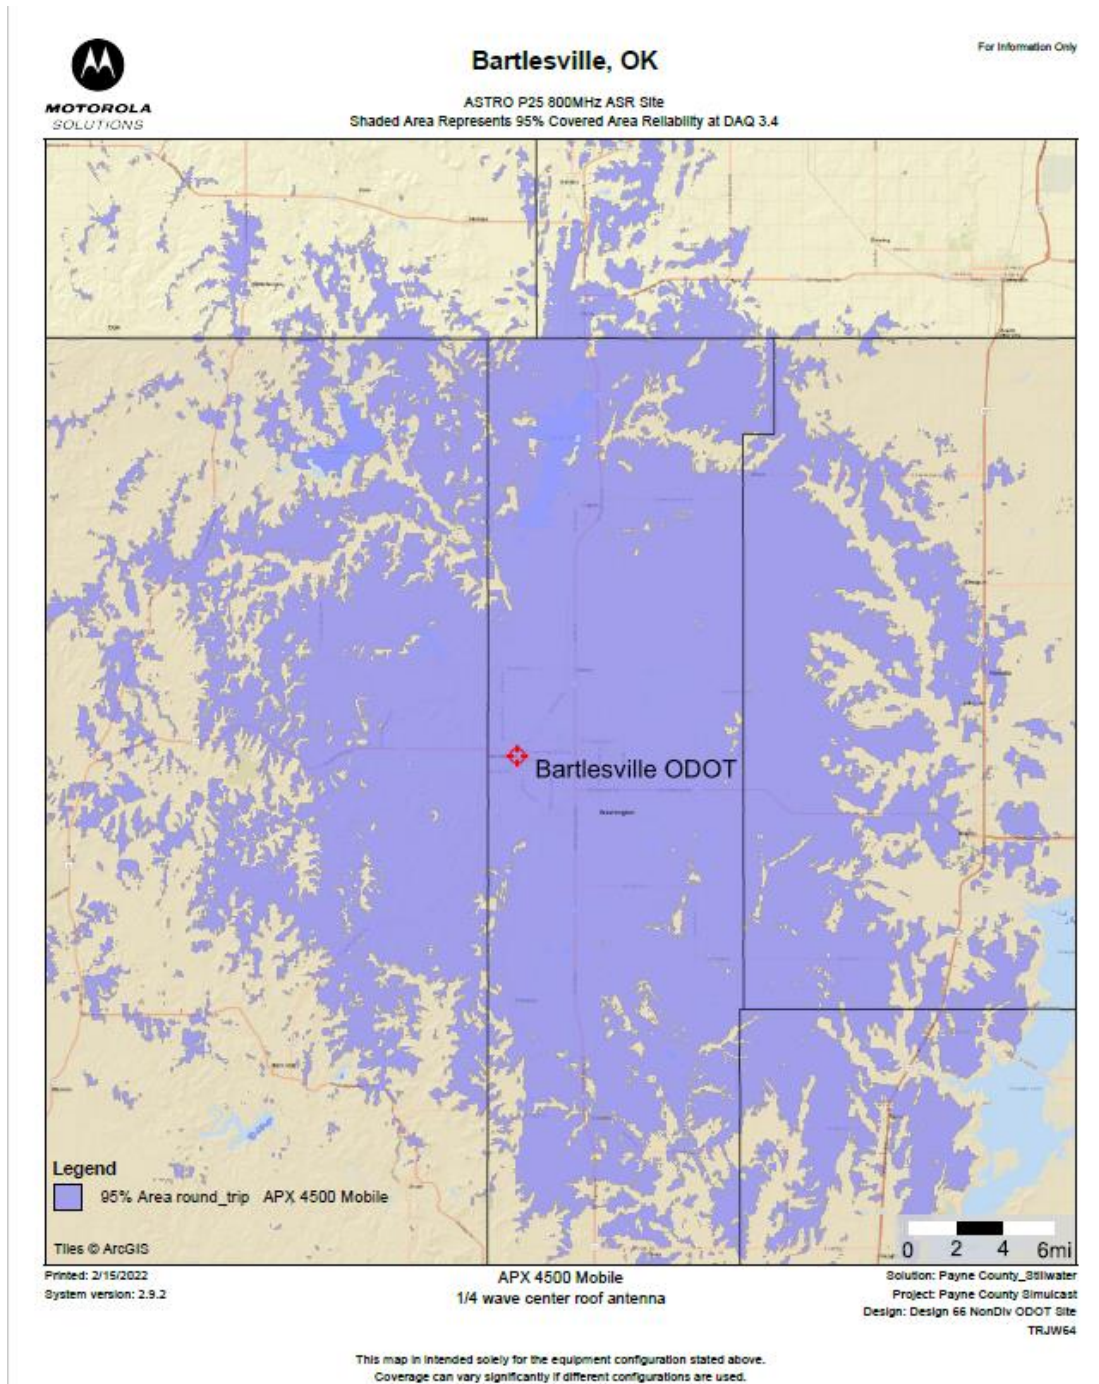 For Information Only
Bartlesville, OK
MOTOROLA
SOLUTIONS
ASTRO P25 800MHz ASR Site
Shaded Area Represents 95% Covered Area Reliability at DAQ 3.4
Bartlesville ODOT
Washington
Legend
95% Area round_trip APX 4500 Mobile
Tiles © ArcGIS
0 2 4 6mi
Printed: 2/15/2022
System version: 2.9.2
APX 4500 Mobile
1/4 wave center roof antenna
Solution: Payne County_Stillwater
Project: Payne County Simulcast
Design: Design 66 NonDiv ODOT Site
TRJW64
This map in intended solely for the equipment configuration stated above.
Coverage can vary significantly if different configurations are used.